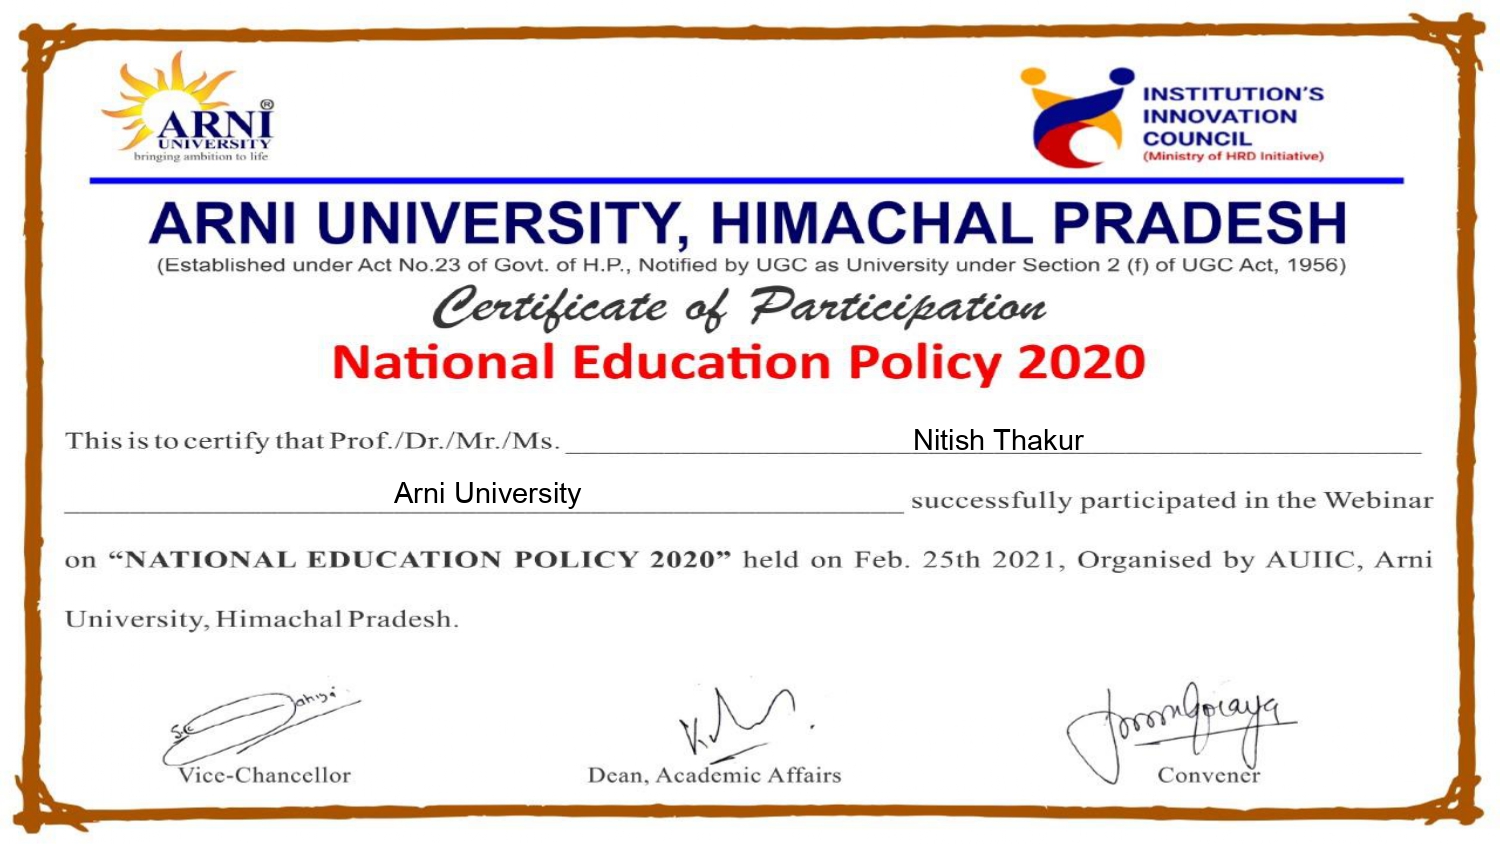 ARNI®
UNIVERSITY
bringing ambition to life
INSTITUTION'S
INNOVATION
COUNCIL
(Ministry of HRD Initiative)
ARNI UNIVERSITY, HIMACHAL PRADESH
(Established under Act No.23 of Govt. of H.P., Notified by UGC as University under Section 2 (f) of UGC Act, 1956)
Certificate of Participation
National Education Policy 2020
This is to certify that Prof./Dr./Mr./Ms. Nitish Thakur
Arni University successfully participated in the Webinar
on “NATIONAL EDUCATION POLICY 2020” held on Feb. 25th 2021, Organised by AUIIC, Arni
University, Himachal Pradesh.
Vice-Chancellor
Dean, Academic Affairs
Convener